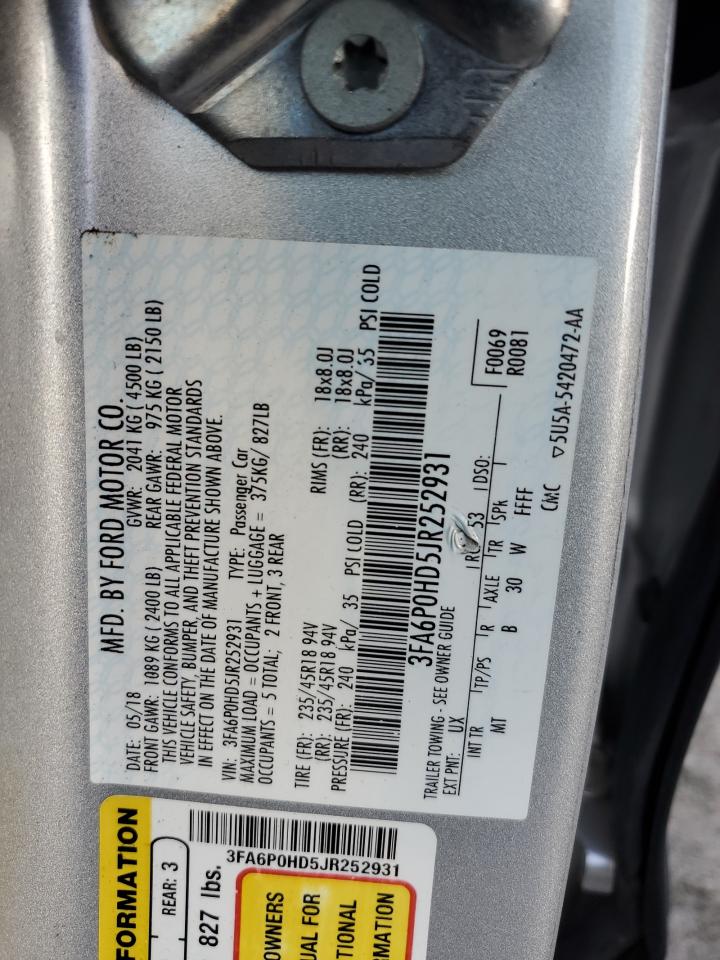 MFD. BY FORD MOTOR CO.
DATE: 05/18 GVWR: 2041 KG ( 4500 LB)
FRONT GAWR: 1089 KG ( 2400 LB) REAR GAWR: 975 KG ( 2150 LB)
THIS VEHICLE CONFORMS TO ALL APPLICABLE FEDERAL MOTOR
VEHICLE SAFETY, BUMPER, AND THEFT PREVENTION STANDARDS
IN EFFECT ON THE DATE OF MANUFACTURE SHOWN ABOVE.
VIN: 3FA6P0HD5JR252931 TYPE: Passenger Car
MAXIMUM LOAD = OCCUPANTS + LUGGAGE = 375KG/ 827LB
OCCUPANTS = 5 TOTAL; 2 FRONT, 3 REAR
TIRE (FR): 235/45R18 94V RIMS (FR): 18x8.0J
(RR): 235/45R18 94V (RR): 18x8.0J
PRESSURE (FR): 240 kPa/ 35 PSI COLD (RR): 240 kPa/ 35 PSI COLD
3FA6P0HD5JR252931
TRAILER TOWING - SEE OWNER GUIDE
EXT PNT: UX 53 DSO: F0069
R0081
INT TR TP/PS R AXLE TR SPR
MT B 30 W FFFF
CMC ▽5U5A-5420472-AA
FORMATION
REAR: 3
827 lbs.
3FA6P0HD5JR252931
OWNERS
UAL FOR
TIONAL
MATION